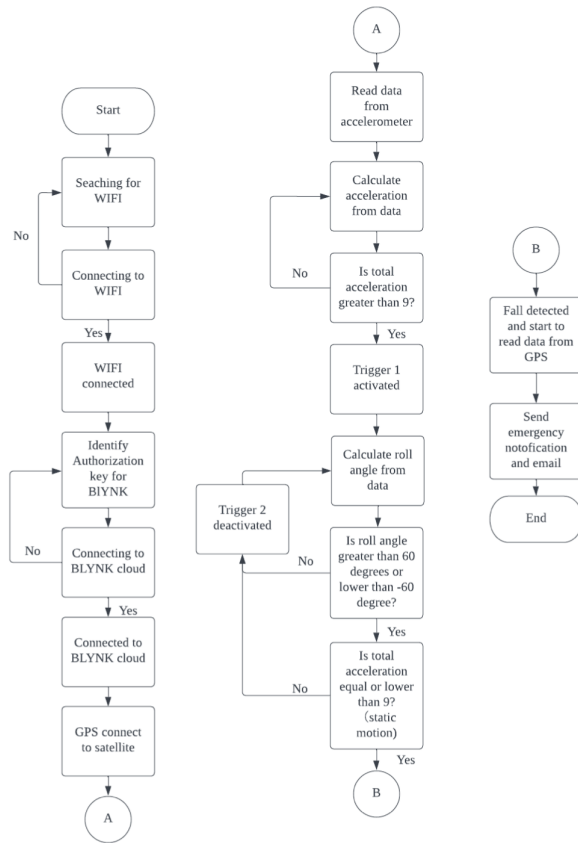 Start
Seaching for
WIFI
No
Connecting to
WIFI
Yes
WIFI
connected
Identify
Authorization
key for
BlYNK
No
Connecting to
BLYNK cloud
Yes
Connected to
BLYNK cloud
GPS connect
to satellite
A
A
Read data
from
accelerometer
Calculate
acceleration
from data
No
Is total
acceleration
greater than 9?
Yes
Trigger 1
activated
Calculate roll
angle from
data
Trigger 2
deactivated
No
Is roll angle
greater than 60
degrees or
lower than -60
degree?
Yes
No
Is total
acceleration
equal or lower
than 9?
(static
motion)
Yes
B
B
Fall detected
and start to
read data from
GPS
Send
emergency
notofication
and email
End